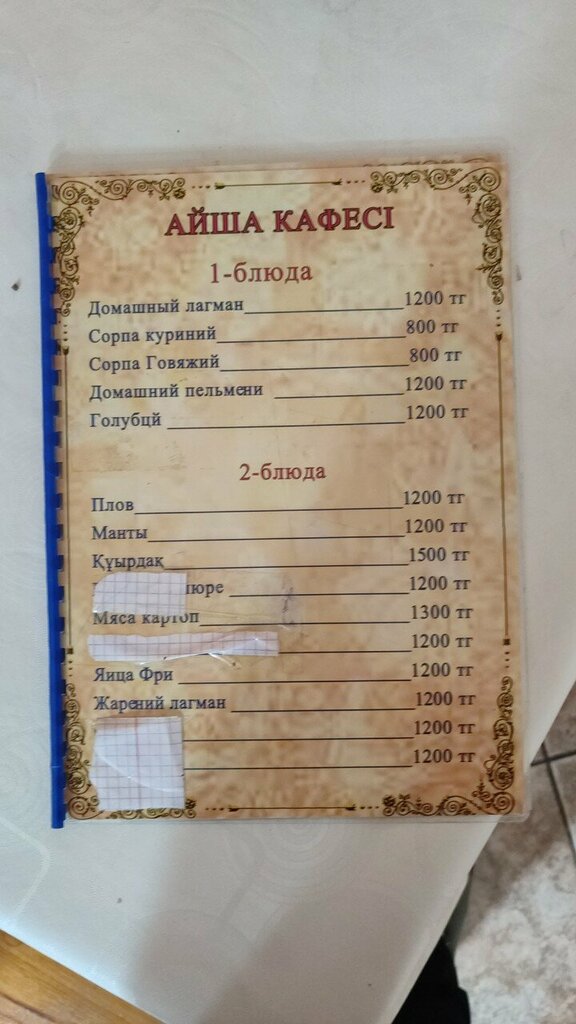 АЙША КАФЕСІ
1-блюда
Домашный лагман 1200 тг
Сорпа куриний 800 тг
Сорпа Говяжий 800 тг
Домашний пельмени 1200 тг
Голубцй 1200 тг
2-блюда
Плов 1200 тг
Манты 1200 тг
Құырдақ 1500 тг
1200 тг
Мяса картоп 1300 тг
1200 тг
Яица Фри 1200 тг
Жарений лагман 1200 тг
1200 тг
1200 тг